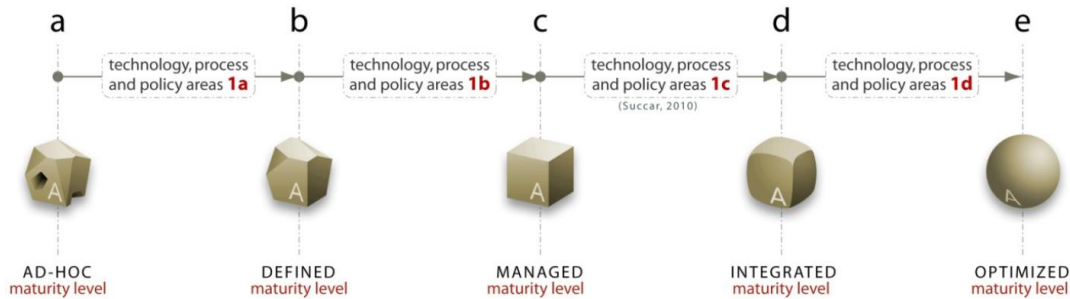 a
b
c
d
e
technology, process
and policy areas 1a
technology, process
and policy areas 1b
technology, process
and policy areas 1c
(Succar, 2010)
technology, process
and policy areas 1d
A
A
A
A
A
AD-HOC
maturity level
DEFINED
maturity level
MANAGED
maturity level
INTEGRATED
maturity level
OPTIMIZED
maturity level